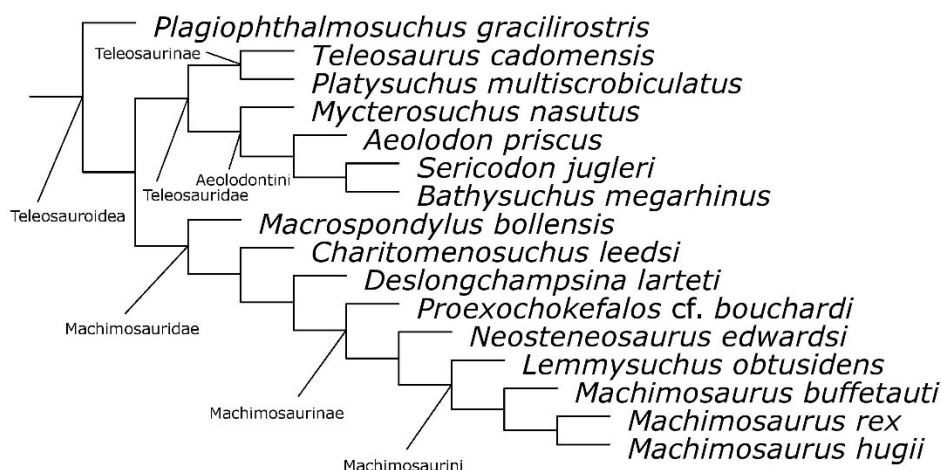 Plagiophthalmosuchus gracilirostris
Teleosaurinae
Teleosaurus cadomensis
Platysuchus multiscrobiculatus
Mycterosuchus nasutus
Aeolodon priscus
Sericodon jugleri
Aeolodontini
Teleosauridae
Bathysuchus megarhinus
Teleosauroidea
Macrospondylus bollensis
Charitomenosuchus leedsi
Deslongchampsina larteti
Proexochokefalos cf. bouchardi
Machimosauridae
Neosteneosaurus edwardsi
Lemmysuchus obtusidens
Machimosaurus buffetauti
Machimosaurinae
Machimosaurus rex
Machimosaurus hugii
Machimosaurini